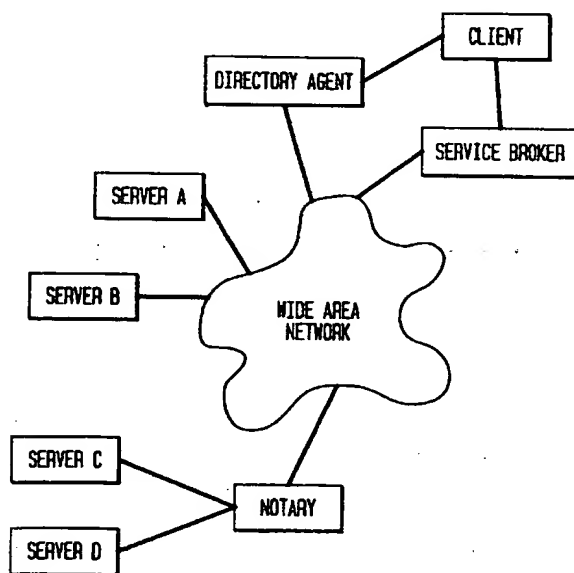 CLIENT
DIRECTORY AGENT
SERVICE BROKER
SERVER A
SERVER B
WIDE AREA
NETWORK
SERVER C
NOTARY
SERVER D